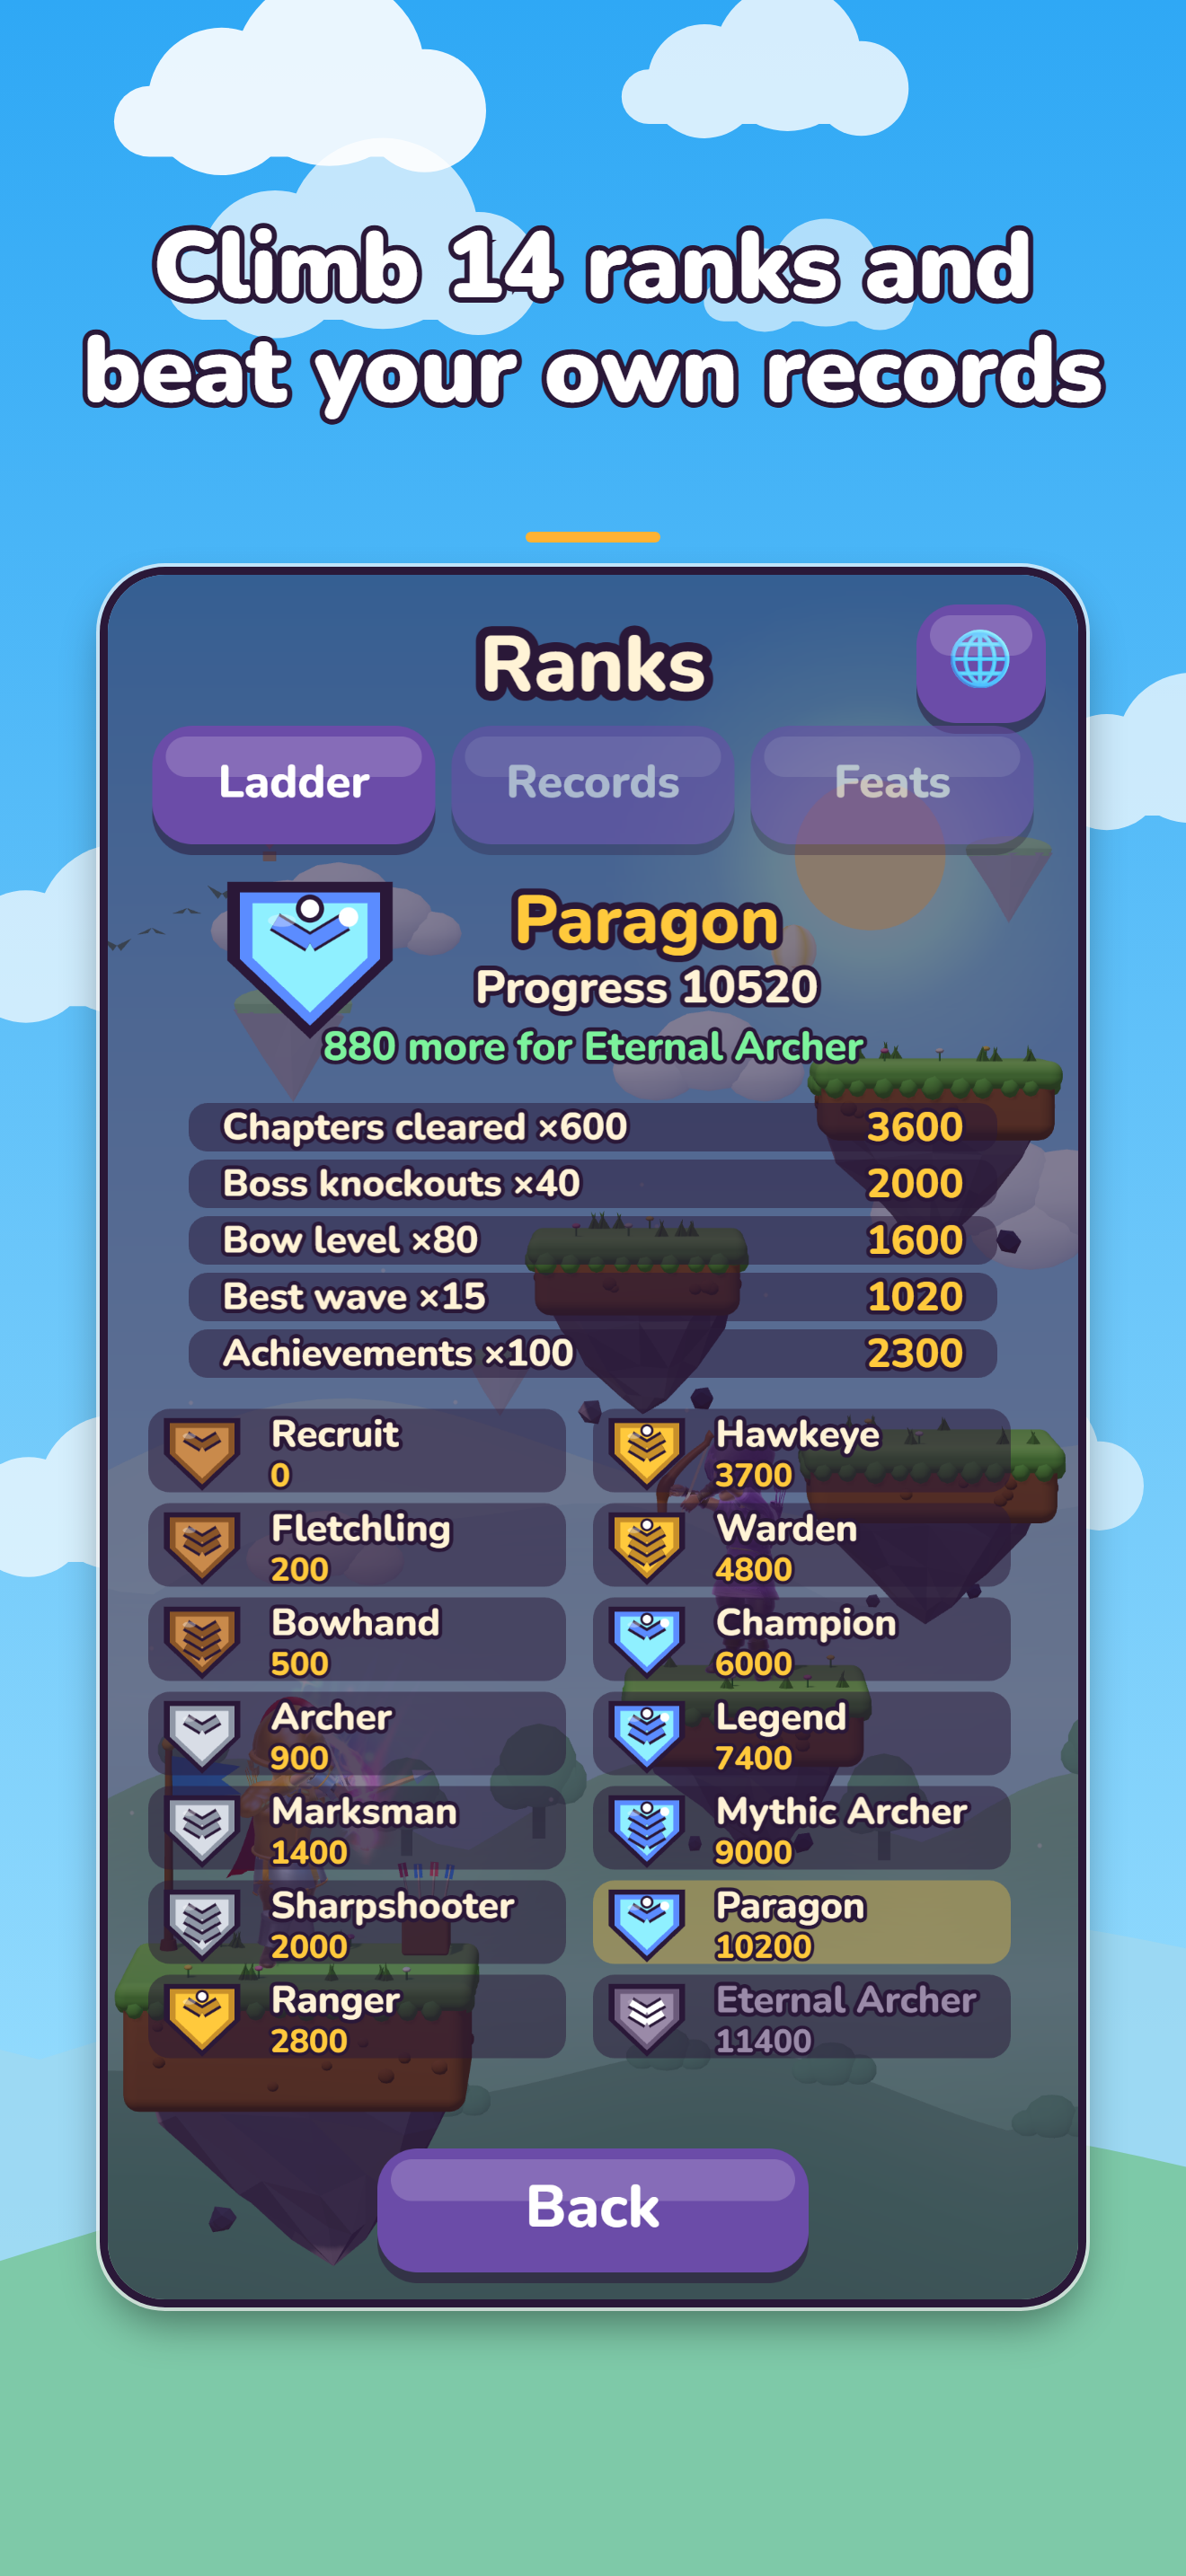 Climb 14 ranks and
beat your own records
Ranks
Ladder
Records
Feats
Paragon
Progress 10520
880 more for Eternal Archer
Chapters cleared ×600
3600
Boss knockouts ×40
2000
Bow level ×80
1600
Best wave ×15
1020
Achievements ×100
2300
Recruit
0
Fletchling
200
Bowhand
500
Archer
900
Marksman
1400
Sharpshooter
2000
Ranger
2800
Hawkeye
3700
Warden
4800
Champion
6000
Legend
7400
Mythic Archer
9000
Paragon
10200
Eternal Archer
11400
Back